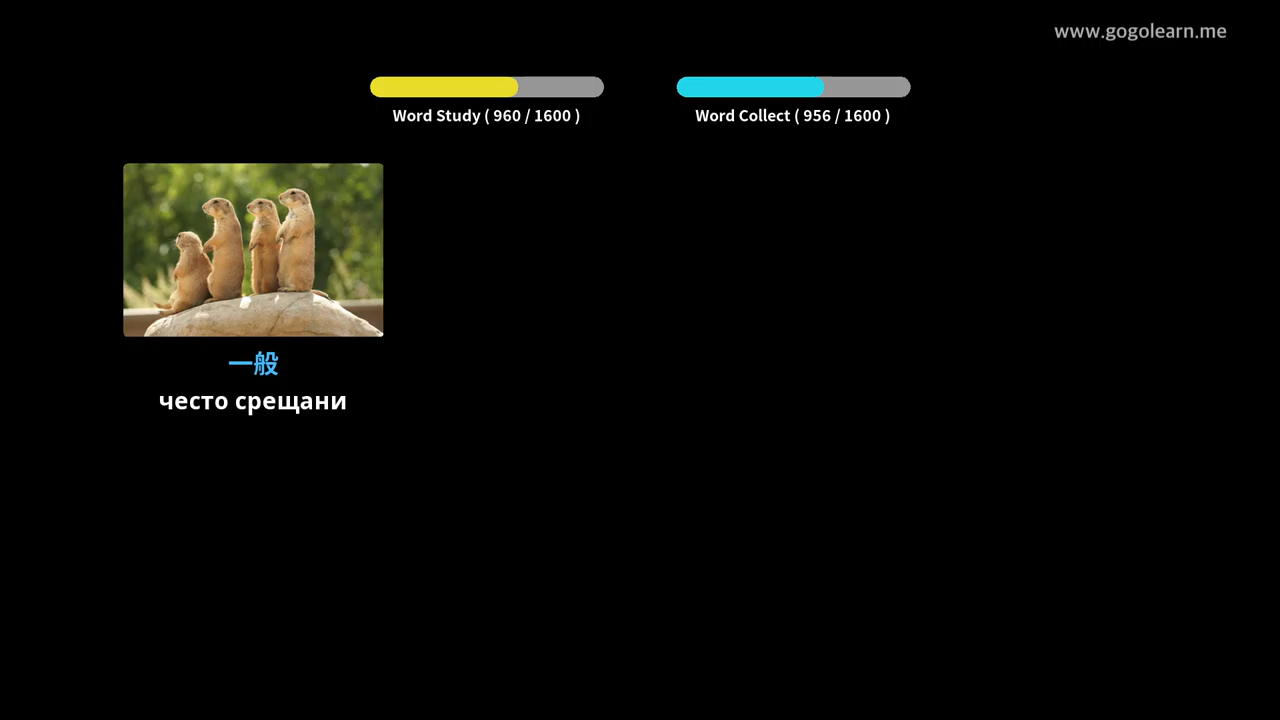 www.gogolearn.me
Word Study ( 960 / 1600 )
Word Collect ( 956 / 1600 )
一般
често срещани